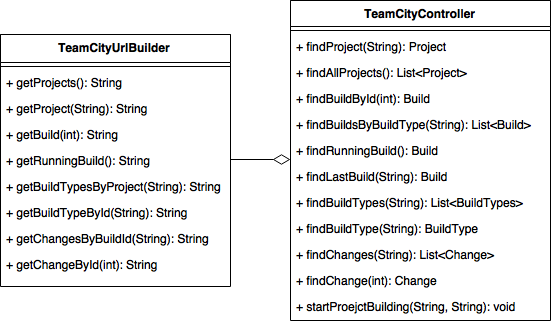 TeamCityUrlBuilder
+ getProjects(): String
+ getProject(String): String
+ getBuild(int): String
+ getRunningBuild(): String
+ getBuildTypesByProject(String): String
+ getBuildTypeById(String): String
+ getChangesByBuildId(String): String
+ getChangeById(int): String
TeamCityController
+ findProject(String): Project
+ findAllProjects(): List<Project>
+ findBuildById(int): Build
+ findBuildsByBuildType(String): List<Build>
+ findRunningBuild(): Build
+ findLastBuild(String): Build
+ findBuildTypes(String): List<BuildTypes>
+ findBuildType(String): BuildType
+ findChanges(String): List<Change>
+ findChange(int): Change
+ startProejctBuilding(String, String): void